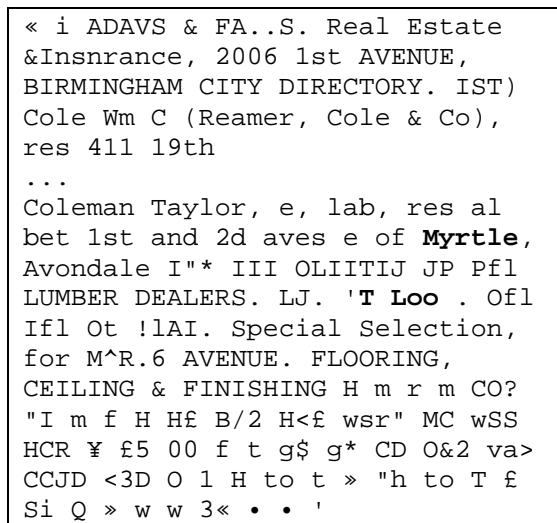 « i ADAVS & FA..S. Real Estate
&Insnrance, 2006 1st AVENUE,
BIRMINGHAM CITY DIRECTORY. IST)
Cole Wm C (Reamer, Cole & Co),
res 411 19th
...
Coleman Taylor, e, lab, res al
bet 1st and 2d aves e of Myrtle,
Avondale I"* III OLIITIJ JP Pfl
LUMBER DEALERS. LJ. 'T Loo . Ofl
Ifl Ot !lAI. Special Selection,
for M^R.6 AVENUE. FLOORING,
CEILING & FINISHING H m r m CO?
"I m f H H£ B/2 H<£ wsr" MC wSS
HCR ¥ £5 00 f t g$ g* CD O&2 va>
CCJD <3D O 1 H to t » "h to T £
Si Q » w w 3« • • '